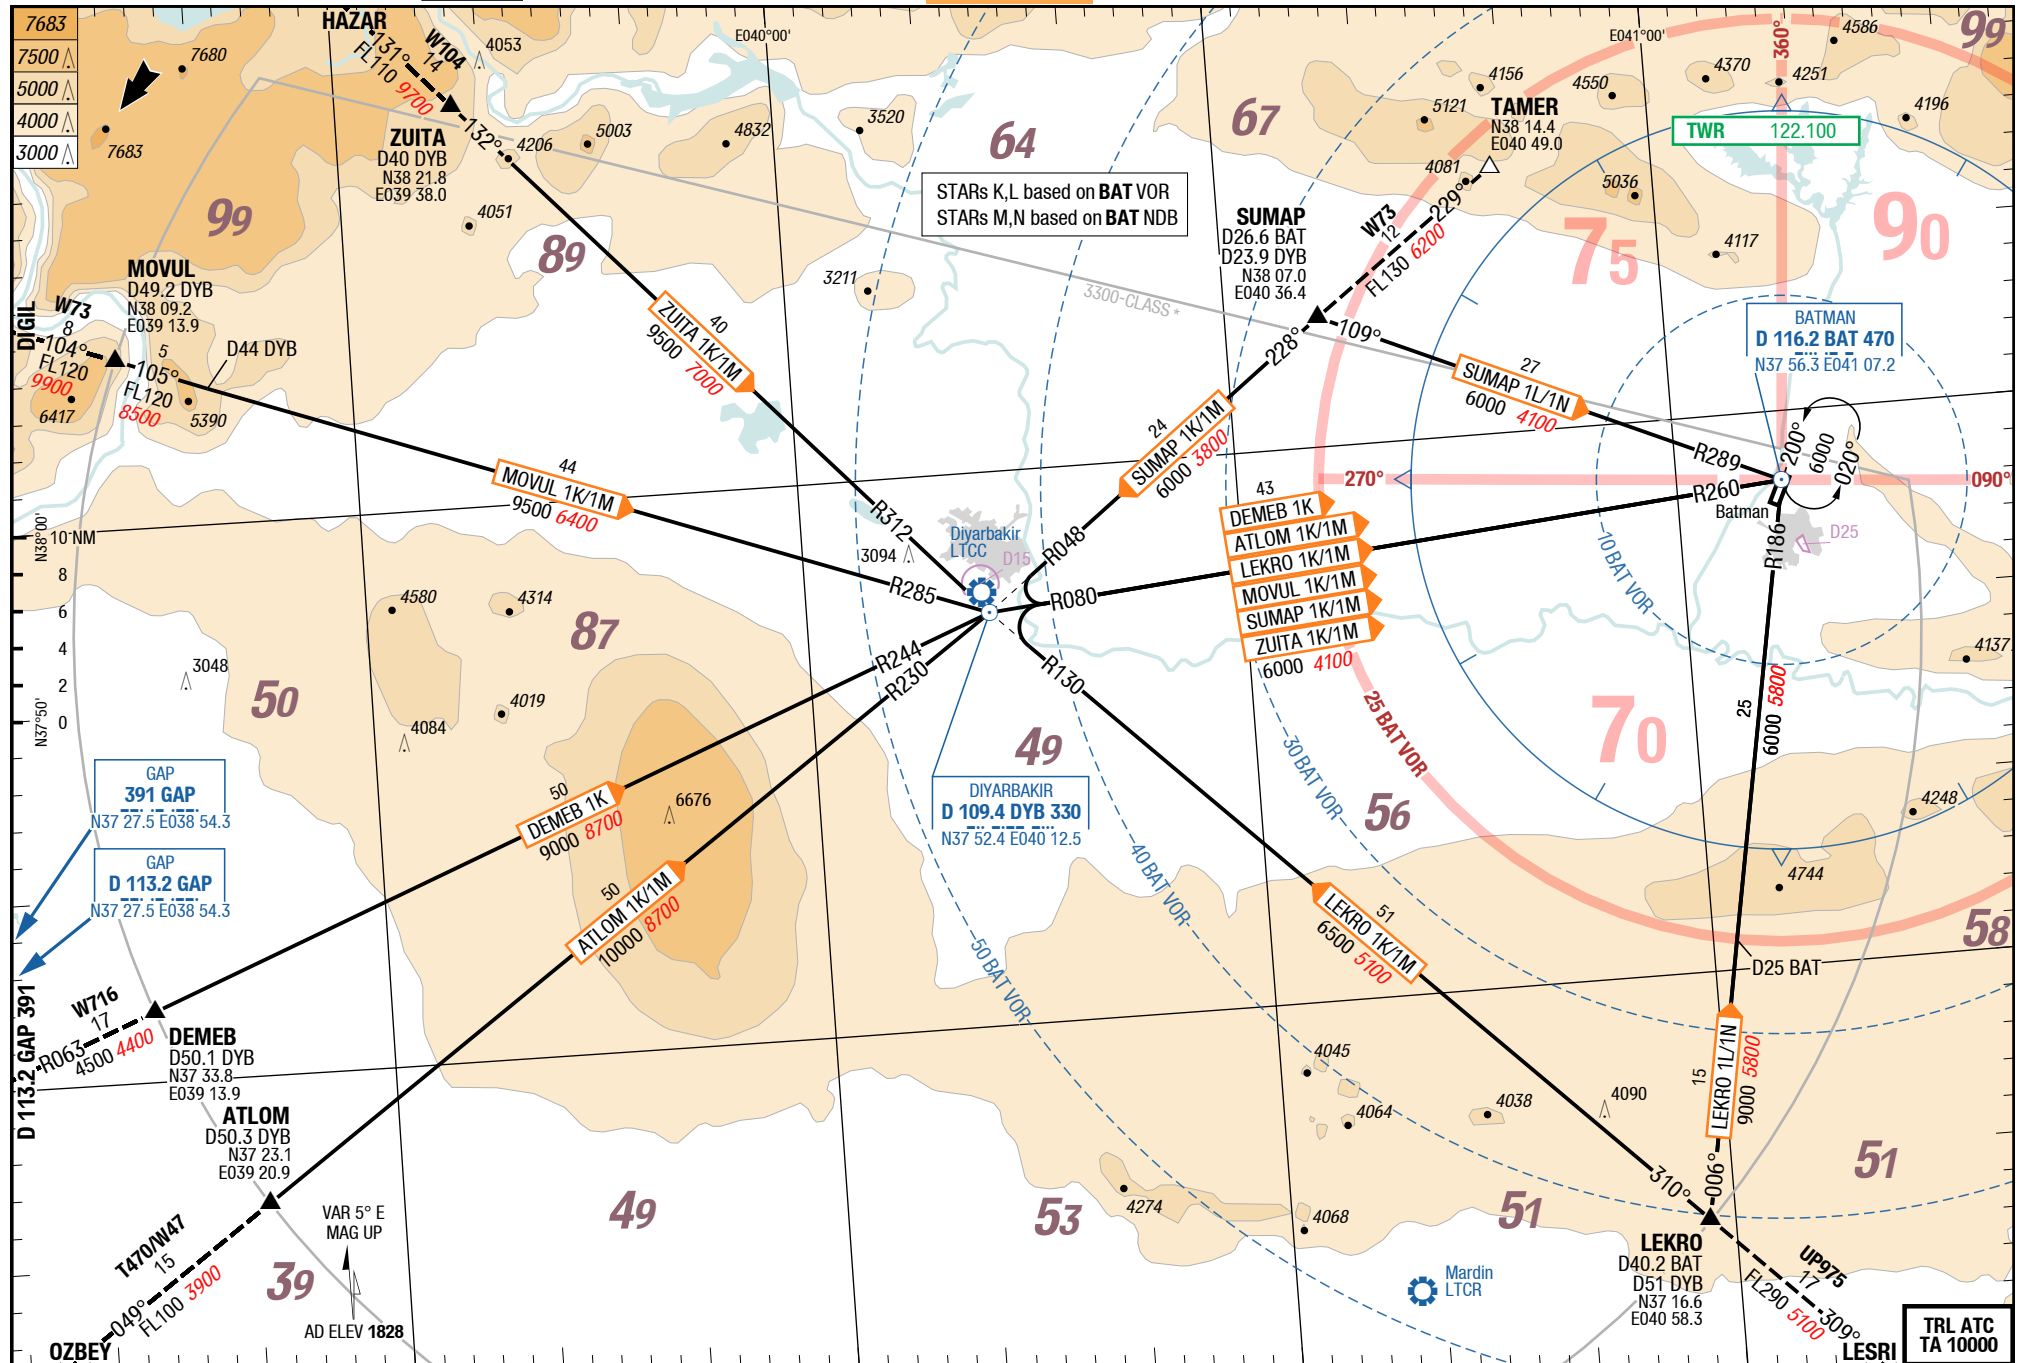 7683
7500
5000
4000
3000
7680
7683
HAZAR
131°
W104
14
FL110 9700
4053
ZUITA
D40 DYB
N38 21.8
E039 38.0
132°
4206
5003
4832
3520
4051
3211
E040°00'
E041°00'
64
67
99
89
99
STARs K,L based on BAT VOR
STARs M,N based on BAT NDB
4156
5121
4550
4370
4251
4586
4196
4081
5036
4117
TAMER
N38 14.4
E040 49.0
TWR 122.100
360°
75
90
SUMAP
D26.6 BAT
D23.9 DYB
N38 07.0
E040 36.4
W73
12
229°
FL130 6200
3300-CLASS *
228°
109°
27
SUMAP 1L/1N
6000 4100
R289
BATMAN
D 116.2 BAT 470
N37 56.3 E041 07.2
MOVUL
D49.2 DYB
N38 09.2
E039 13.9
DIGIL
W73
8
104°
FL120
9900
6417
5
105°
FL120
8500
5390
D44 DYB
40
ZUITA 1K/1M
9500 7000
44
MOVUL 1K/1M
9500 6400
24
SUMAP 1K/1M
6000 3800
R312
R285
R048
R080
R130
R244
R230
3094
Diyarbakir
LTCC
D15
43
DEMEB 1K
ATLOM 1K/1M
LEKRO 1K/1M
MOVUL 1K/1M
SUMAP 1K/1M
ZUITA 1K/1M
6000 4100
270°
090°
R260
200°
6000
020°
Batman
D25
R186
10 BAT VOR
25 BAT VOR
30 BAT VOR
40 BAT VOR
50 BAT VOR
N38°00'
10 NM
8
6
4
2
0
N37°50'
4580
4314
87
3048
50
4019
4084
49
56
70
4137
25
6000 5800
4248
4744
58
GAP
391 GAP
N37 27.5 E038 54.3
GAP
D 113.2 GAP
N37 27.5 E038 54.3
DIYARBAKIR
D 109.4 DYB 330
N37 52.4 E040 12.5
50
DEMEB 1K
9000 8700
6676
50
ATLOM 1K/1M
10000 8700
51
LEKRO 1K/1M
6500 5100
D25 BAT
D 113.2 GAP 391
W716
17
R063
4500 4400
DEMEB
D50.1 DYB
N37 33.8
E039 13.9
ATLOM
D50.3 DYB
N37 23.1
E039 20.9
T470/W47
15
049°
FL100 3900
OZBEY
39
VAR 5° E
MAG UP
AD ELEV 1828
49
53
51
51
4045
4064
4038
4090
4274
4068
15
LEKRO 1L/1N
9000 5800
310°
006°
LEKRO
D40.2 BAT
D51 DYB
N37 16.6
E040 58.3
Mardin
LTCR
UP975
17
FL290 5100
309°
LESRI
TRL ATC
TA 10000